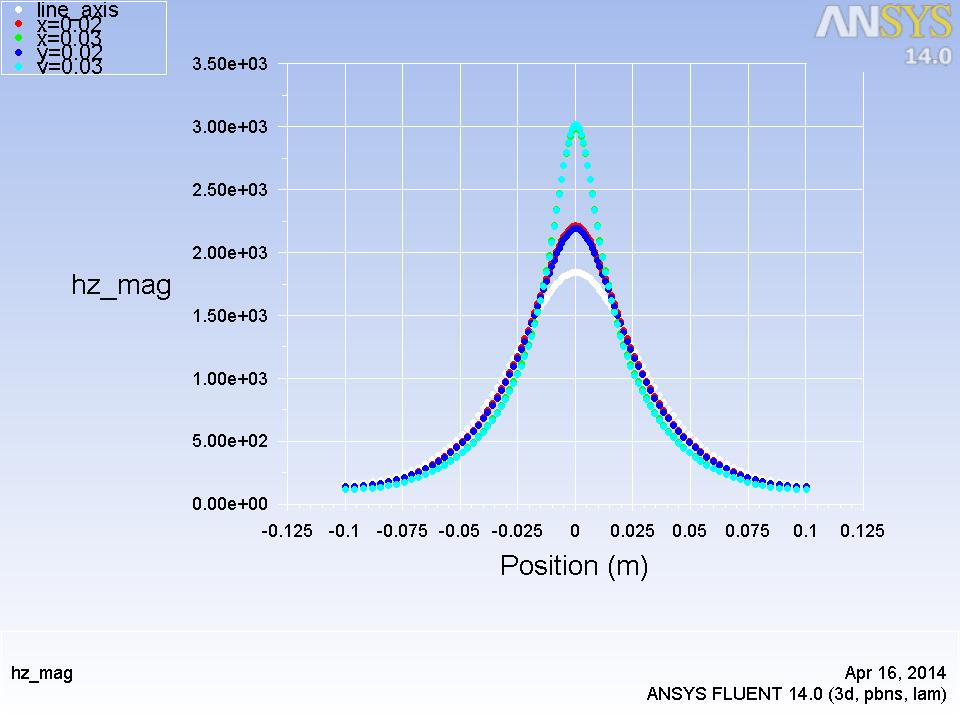 line_axis
x=0.02
x=0.03
y=0.02
y=0.03
ANSYS
14.0
3.50e+03
3.00e+03
2.50e+03
2.00e+03
1.50e+03
1.00e+03
5.00e+02
0.00e+00
hz_mag
-0.125 -0.1 -0.075 -0.05 -0.025 0 0.025 0.05 0.075 0.1 0.125
Position (m)
hz_mag
Apr 16, 2014
ANSYS FLUENT 14.0 (3d, pbns, lam)